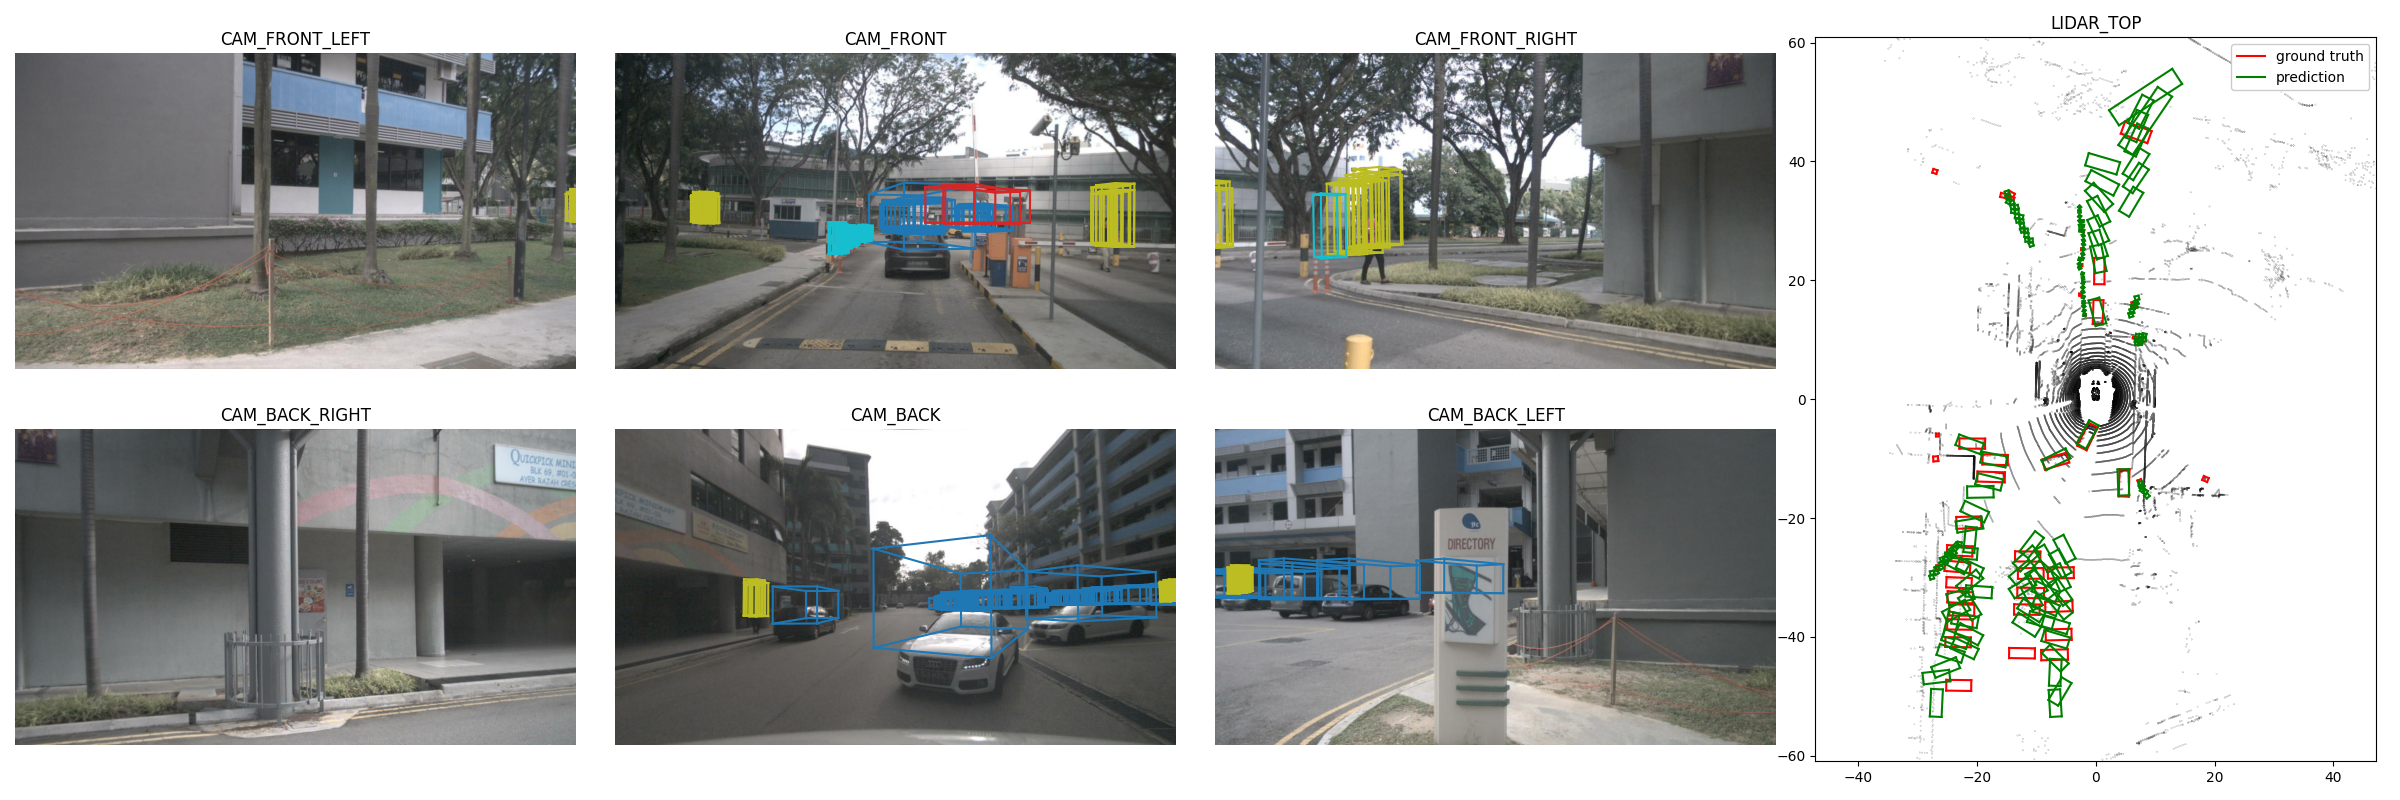 CAM_FRONT_LEFT
CAM_FRONT
CAM_FRONT_RIGHT
LIDAR_TOP
ground truth
prediction
60
40
20
0
−20
−40
−60
−40
−20
0
20
40
CAM_BACK_RIGHT
CAM_BACK
CAM_BACK_LEFT
QUICKPICK MINI
BLK 69, #01-
AYER RAJAH CRES
DIRECTORY